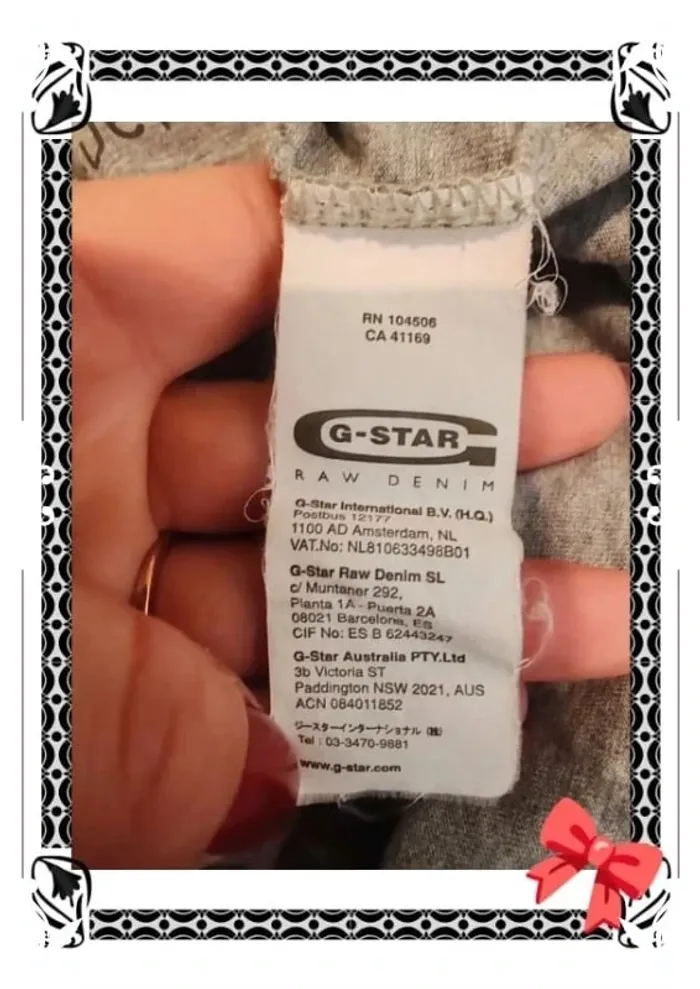 RN 104506
CA 41169
G-STAR
RAW DENIM
G-Star International B.V. (H.Q.)
Postbus 12177
1100 AD Amsterdam, NL
VAT.No: NL810633498B01
G-Star Raw Denim SL
c/ Muntaner 292,
Planta 1A - Puerta 2A
08021 Barcelona, Es
CIF No: ES B 62443247
G-Star Australia PTY.Ltd
3b Victoria ST
Paddington NSW 2021, AUS
ACN 084011852
ジースターインターナショナル (株)
Tel : 03-3470-9881
www.g-star.com